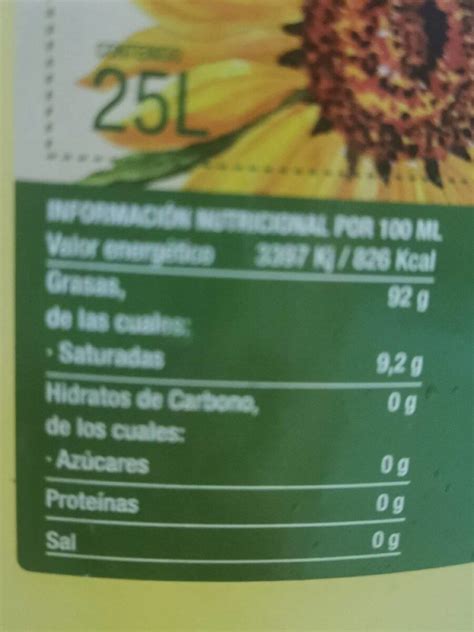 CONTENIDO
25L
INFORMACIÓN NUTRICIONAL POR 100 ML
Valor energético 3397 Kj / 826 Kcal
Grasas, 92 g
de las cuales:
· Saturadas 9,2 g
Hidratos de Carbono, 0 g
de los cuales:
· Azúcares 0 g
Proteínas 0 g
Sal 0 g